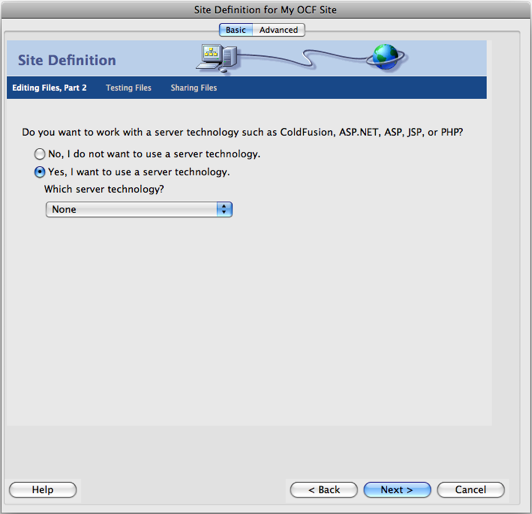 Site Definition for My OCF Site
Basic Advanced
Site Definition
Editing Files, Part 2 Testing Files Sharing Files
Do you want to work with a server technology such as ColdFusion, ASP.NET, ASP, JSP, or PHP?
No, I do not want to use a server technology.
Yes, I want to use a server technology.
Which server technology?
None
Help < Back Next > Cancel